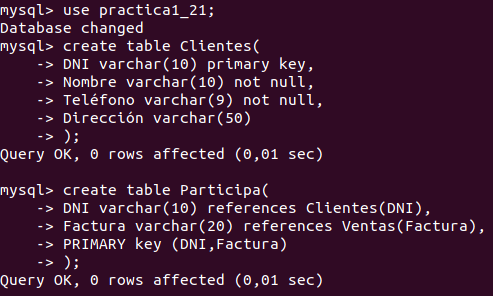 mysql> use practica1_21;
Database changed
mysql> create table Clientes(
    -> DNI varchar(10) primary key,
    -> Nombre varchar(10) not null,
    -> Teléfono varchar(9) not null,
    -> Dirección varchar(50)
    -> );
Query OK, 0 rows affected (0,01 sec)

mysql> create table Participa(
    -> DNI varchar(10) references Clientes(DNI),
    -> Factura varchar(20) references Ventas(Factura),
    -> PRIMARY key (DNI,Factura)
    -> );
Query OK, 0 rows affected (0,01 sec)